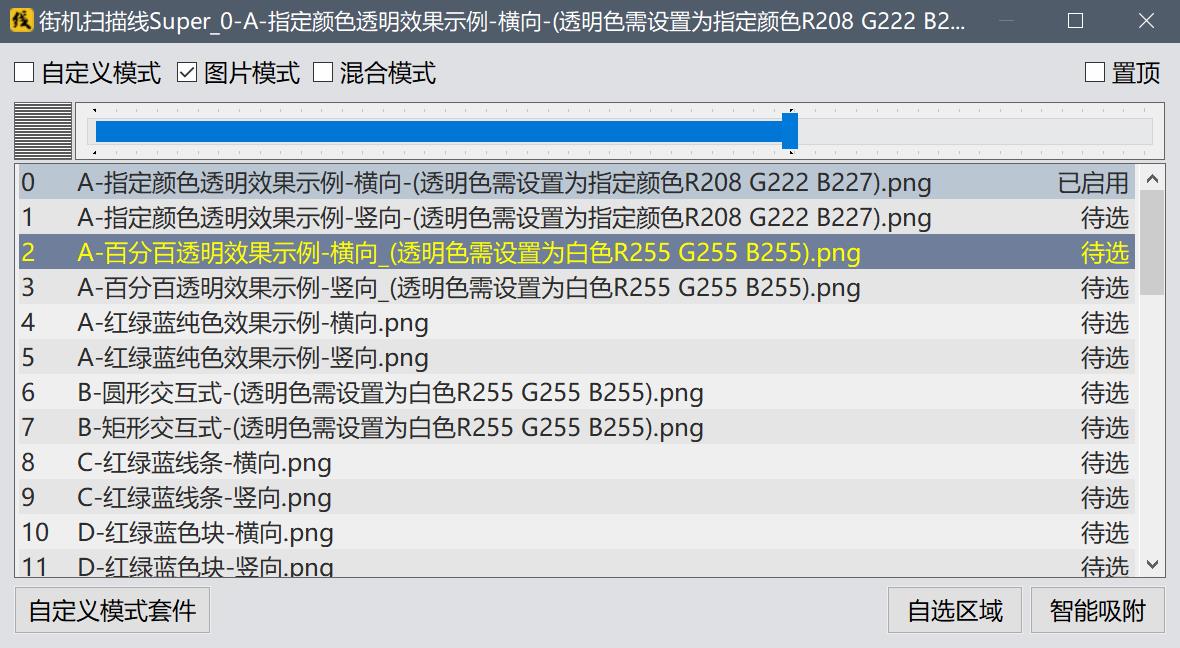 街机扫描线Super_0-A-指定颜色透明效果示例-横向-(透明色需设置为指定颜色R208 G222 B2...
自定义模式 图片模式 混合模式 置顶
0 A-指定颜色透明效果示例-横向-(透明色需设置为指定颜色R208 G222 B227).png 已启用
1 A-指定颜色透明效果示例-竖向-(透明色需设置为指定颜色R208 G222 B227).png 待选
2 A-百分百透明效果示例-横向_(透明色需设置为白色R255 G255 B255).png 待选
3 A-百分百透明效果示例-竖向_(透明色需设置为白色R255 G255 B255).png 待选
4 A-红绿蓝纯色效果示例-横向.png 待选
5 A-红绿蓝纯色效果示例-竖向.png 待选
6 B-圆形交互式-(透明色需设置为白色R255 G255 B255).png 待选
7 B-矩形交互式-(透明色需设置为白色R255 G255 B255).png 待选
8 C-红绿蓝线条-横向.png 待选
9 C-红绿蓝线条-竖向.png 待选
10 D-红绿蓝色块-横向.png 待选
11 D-红绿蓝色块-竖向.png 待选
自定义模式套件 自选区域 智能吸附